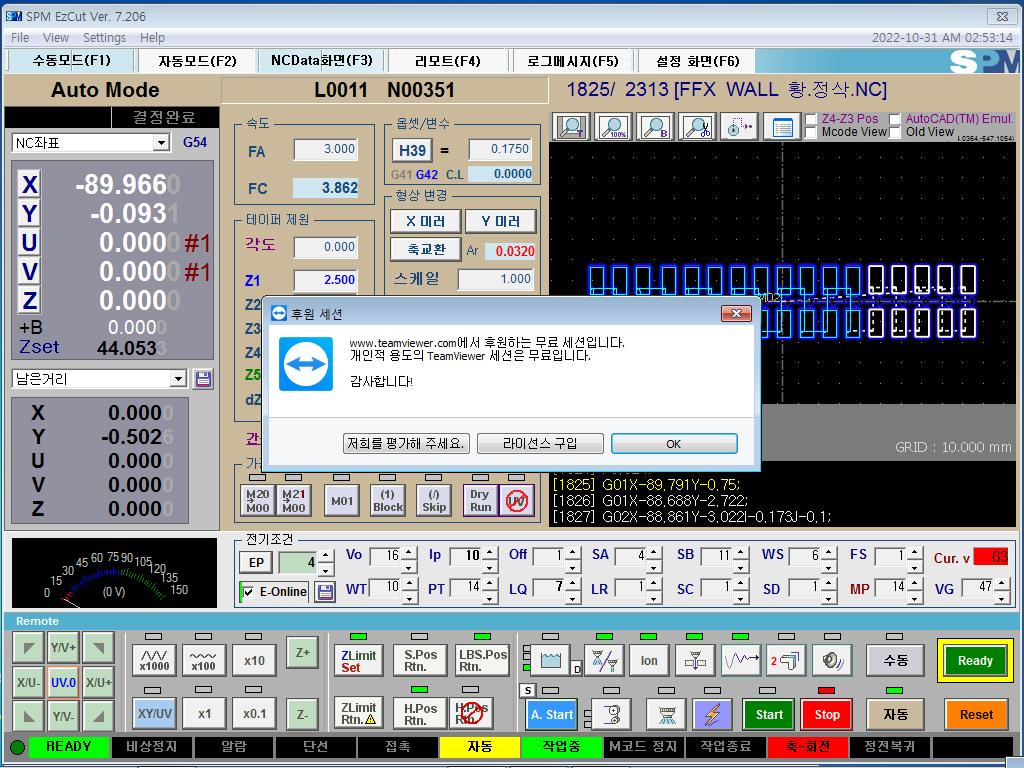 SPM EzCut Ver. 7.206
File View Settings Help 2022-10-31 AM 02:53:14
수동모드(F1) 자동모드(F2) NCData화면(F3) 리모트(F4) 로그메시지(F5) 설정 화면(F6) SPM
Auto Mode L0011 N00351 1825/ 2313 [FFX WALL 황.정삭.NC]
결정완료
NC좌표 G54
X -89.9660
Y -0.0931
U 0.0000 #1
V 0.0000 #1
Z 0.0000
+B 0.0000
Zset 44.0533
남은거리
X 0.0000
Y -0.5026
U 0.0000
V 0.0000
Z 0.0000
속도
FA 3.000
FC 3.862
테이퍼 제원
각도 0.000
Z1 2.500
Z2
Z3
Z4
Z5
dZ
옵셋/변수
H39 = 0.1750
G41 G42 C.L 0.0000
형상 변경
X 미러 Y 미러
축교환 Ar 0.0320
스케일 1.000
T 100% B
Z4-Z3 Pos AutoCAD(TM) Emul.
Mcode View Old View
GRID : 10.000 mm
후원 세션
www.teamviewer.com에서 후원하는 무료 세션입니다.
개인적 용도의 TeamViewer 세션은 무료입니다.
감사합니다!
저희를 평가해 주세요. 라이선스 구입 OK
M20 M00 M21 M00 M01 (1) Block (/) Skip Dry Run UV
[1825] G01X-89,791Y-0,75;
[1826] G01X-88,688Y-2,722;
[1827] G02X-88,861Y-3,022I-0,173J-0,1;
0 15 30 45 60 75 90 105 120 135 150
(0 V)
전기조건
EP 4 Vo 16 Ip 10 Off 1 SA 4 SB 11 WS 6 FS 1 Cur. v 63
E-Online WT 10 PT 14 LQ 7 LR 1 SC 1 SD 1 MP 14 VG 47
Remote
Y/V+ x1000 x100 x10 Z+ ZLimit Set S.Pos Rtn. LBS.Pos Rtn. D Ion 2 수동 Ready
X/U- UV.0 X/U+
Y/V- XY/UV x1 x0.1 Z- ZLimit Rtn. H.Pos Rtn. S A. Start Start Stop 자동 Reset
READY 비상정지 알람 단선 접촉 자동 작업중 M코드 정지 작업종료 축-회전 정전복귀